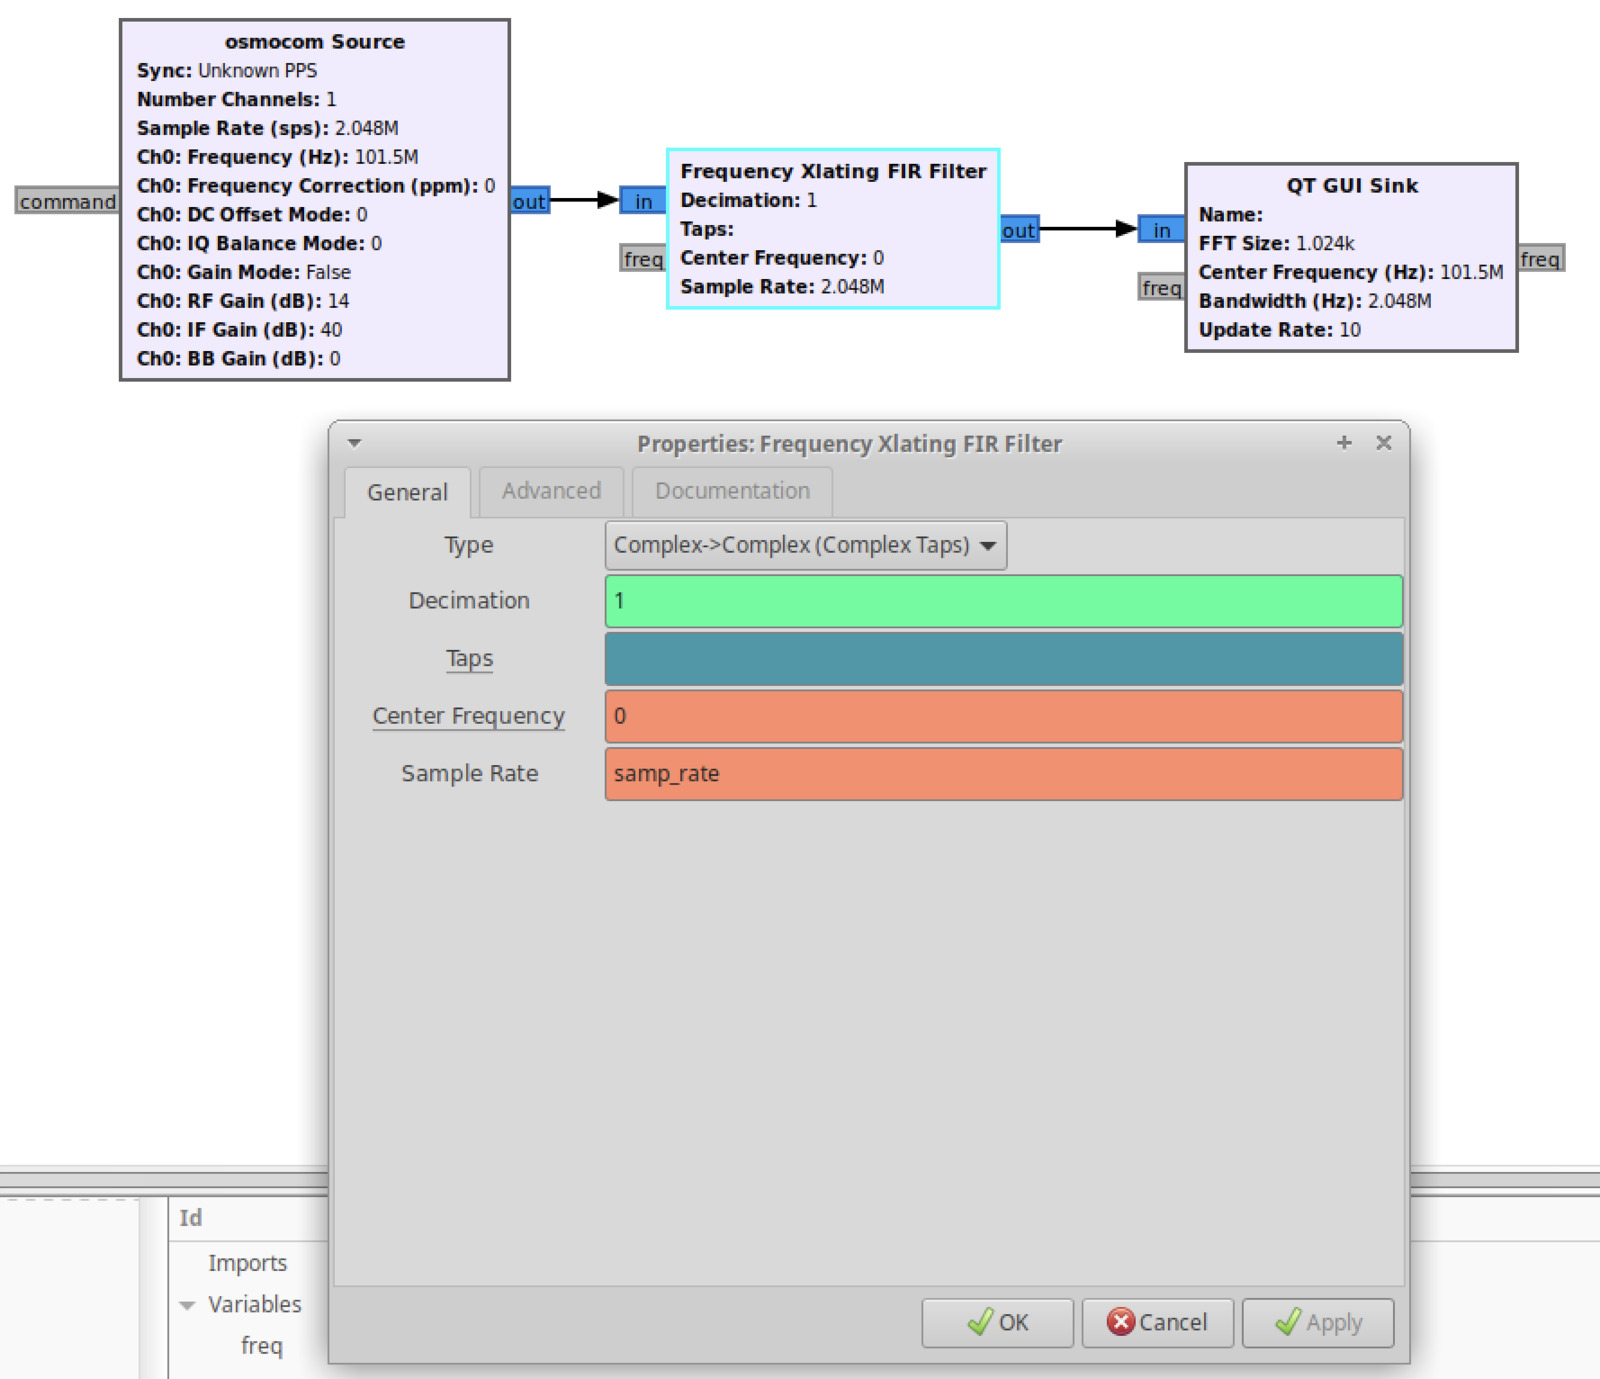 osmocom Source
Sync: Unknown PPS
Number Channels: 1
Sample Rate (sps): 2.048M
Ch0: Frequency (Hz): 101.5M
Ch0: Frequency Correction (ppm): 0
Ch0: DC Offset Mode: 0
Ch0: IQ Balance Mode: 0
Ch0: Gain Mode: False
Ch0: RF Gain (dB): 14
Ch0: IF Gain (dB): 40
Ch0: BB Gain (dB): 0
command
out
in
freq
Frequency Xlating FIR Filter
Decimation: 1
Taps:
Center Frequency: 0
Sample Rate: 2.048M
out
in
freq
QT GUI Sink
Name:
FFT Size: 1.024k
Center Frequency (Hz): 101.5M
Bandwidth (Hz): 2.048M
Update Rate: 10
freq
Properties: Frequency Xlating FIR Filter
General Advanced Documentation
Type Complex->Complex (Complex Taps)
Decimation 1
Taps
Center Frequency 0
Sample Rate samp_rate
Id
Imports
Variables
freq
OK Cancel Apply